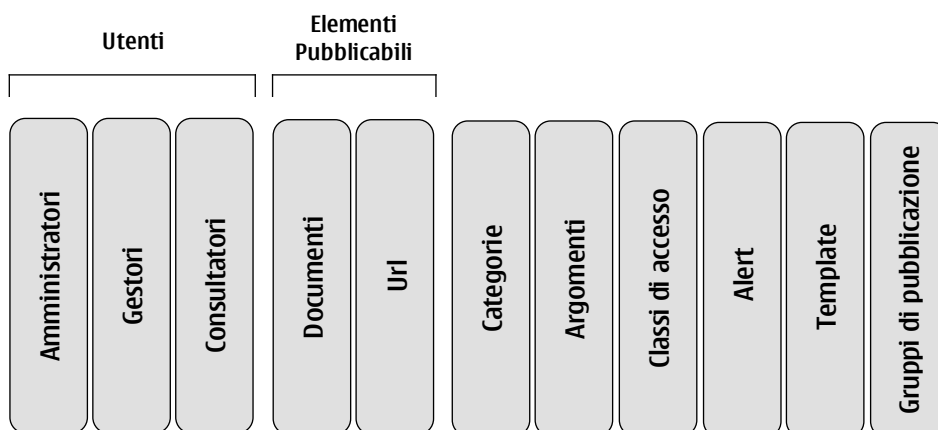 Utenti
Elementi
Pubblicabili
Amministratori
Gestori
Consultatori
Documenti
Url
Categorie
Argomenti
Classi di accesso
Alert
Template
Gruppi di pubblicazione